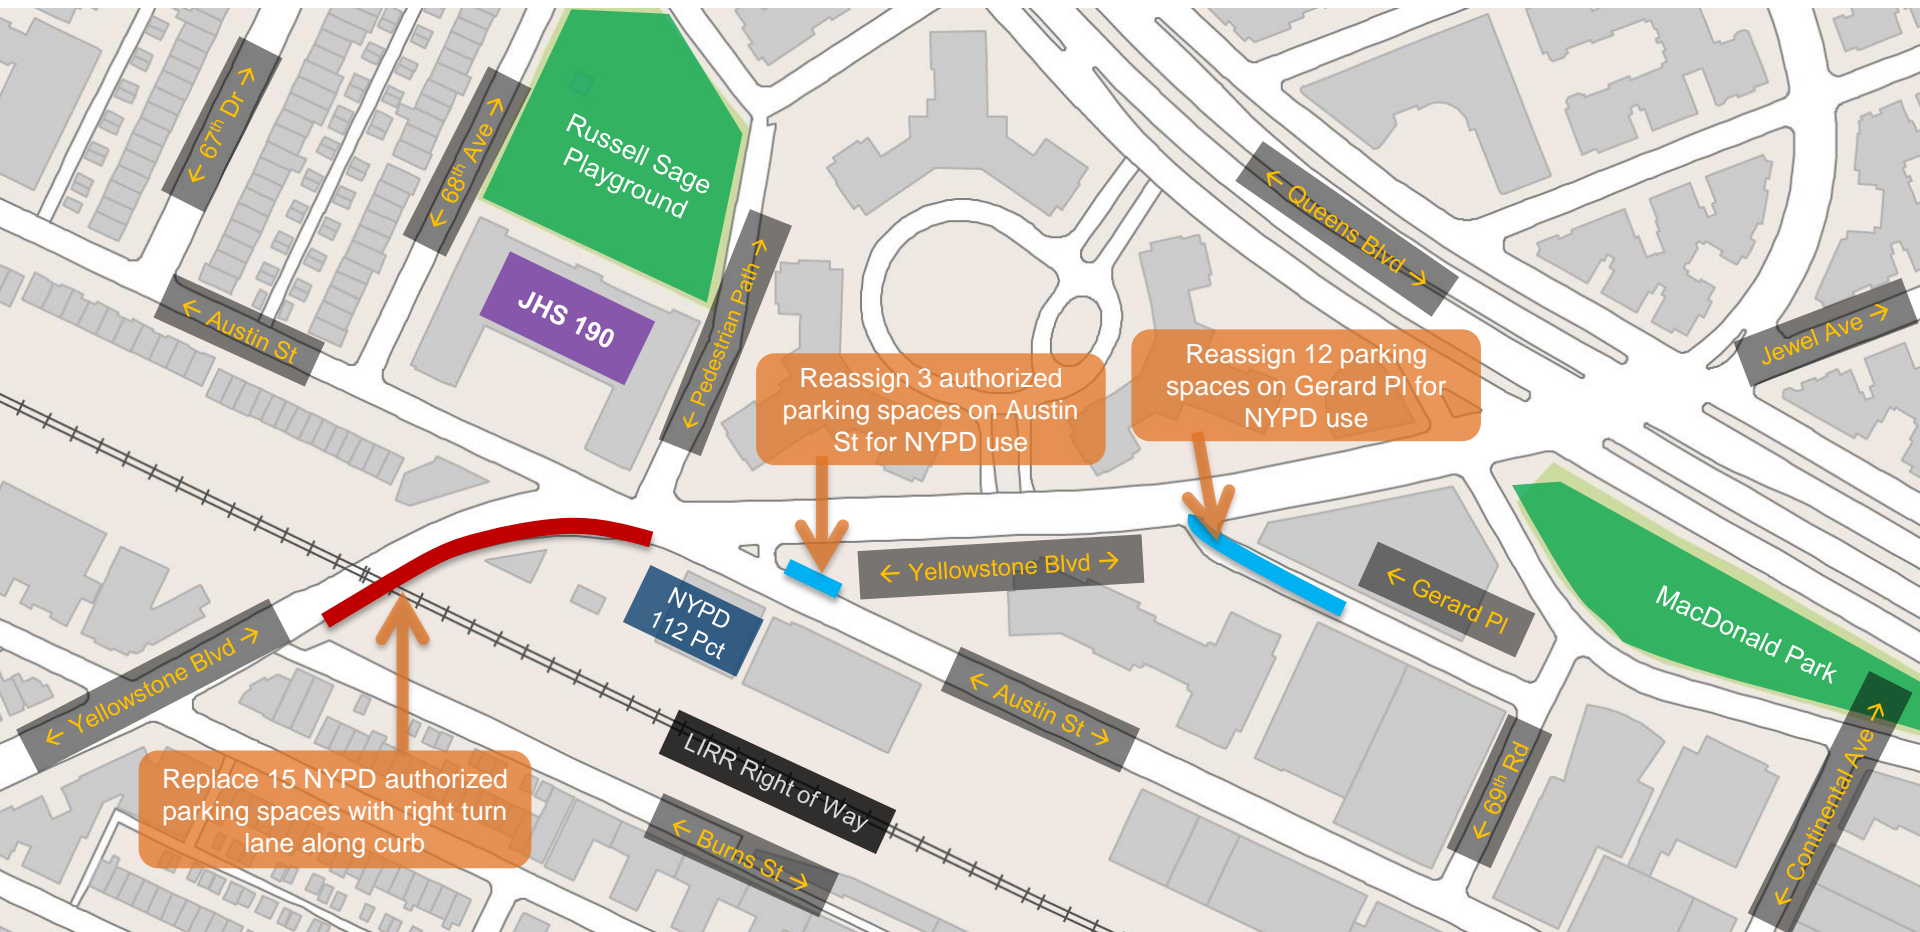 ← 67th Dr →
← 68th Ave →
Russell Sage
Playground
← Queens Blvd →
JHS 190
← Austin St
← Pedestrian Path →
Jewel Ave →
Reassign 3 authorized
parking spaces on Austin
St for NYPD use
Reassign 12 parking
spaces on Gerard Pl for
NYPD use
← Yellowstone Blvd →
← Gerard Pl
NYPD
112 Pct
MacDonald Park
← Yellowstone Blvd →
← Austin St →
LIRR Right of Way
← 69th Rd
← Continental Ave →
Replace 15 NYPD authorized
parking spaces with right turn
lane along curb
← Burns St →